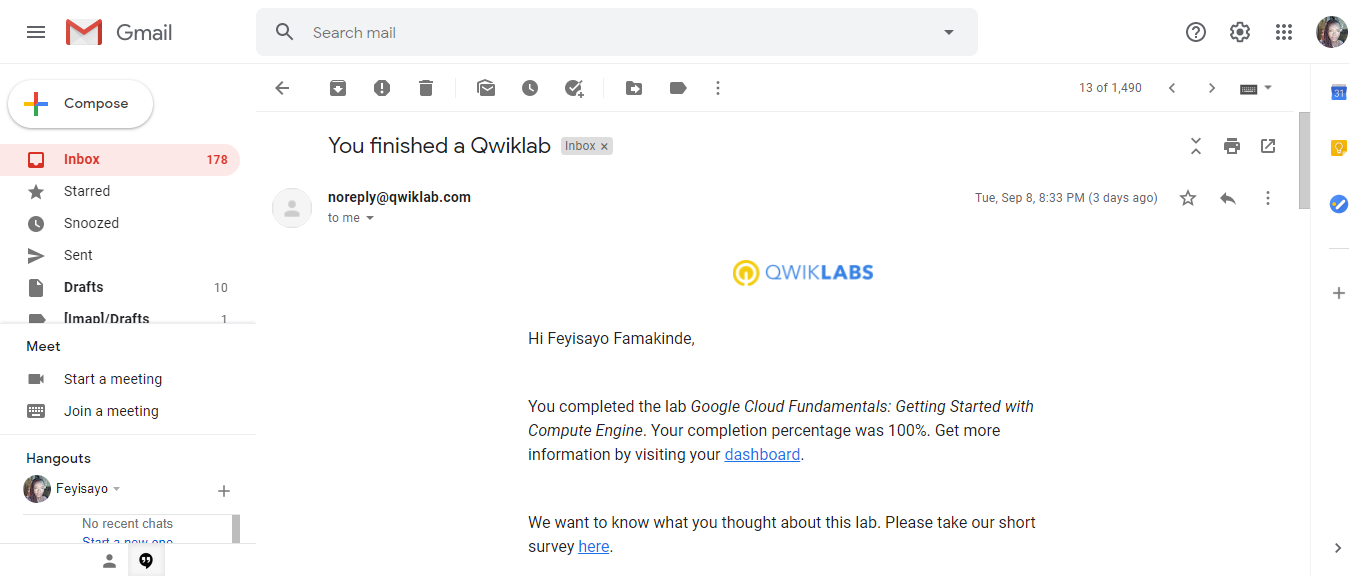 Gmail
Search mail
Compose
13 of 1,490
31
Inbox 178
Starred
Snoozed
Sent
Drafts 10
[Imap]/Drafts 1
Meet
Start a meeting
Join a meeting
Hangouts
Feyisayo
No recent chats
Start a new one
You finished a Qwiklab Inbox x
noreply@qwiklab.com Tue, Sep 8, 8:33 PM (3 days ago)
to me
QWIKLABS
Hi Feyisayo Famakinde,
You completed the lab Google Cloud Fundamentals: Getting Started with
Compute Engine. Your completion percentage was 100%. Get more
information by visiting your dashboard.
We want to know what you thought about this lab. Please take our short
survey here.